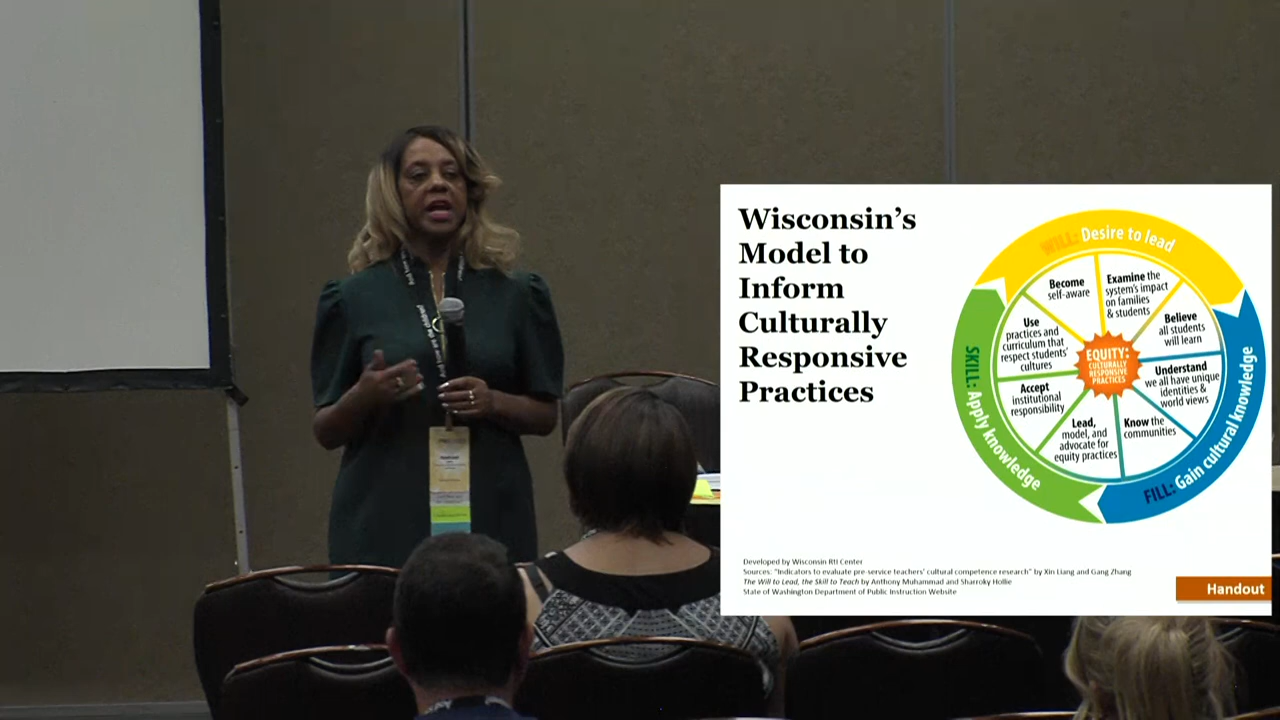 Wisconsin's
Model to
Inform
Culturally
Responsive
Practices
WILL: Desire to lead
Become
self-aware
Examine the
system's impact
on families
& students
Believe
all students
will learn
Understand
we all have unique
identities &
world views
Know the
communities
Lead,
model, and
advocate for
equity practices
Accept
institutional
responsibility
Use
practices and
curriculum that
respect students'
cultures
EQUITY:
CULTURALLY
RESPONSIVE
PRACTICES
SKILL: Apply knowledge
FILL: Gain cultural knowledge
Developed by Wisconsin RtI Center
Sources: "Indicators to evaluate pre-service teachers' cultural competence research" by Xin Liang and Gang Zhang
The Will to Lead, the Skill to Teach by Anthony Muhammad and Sharroky Hollie
State of Washington Department of Public Instruction Website
Handout